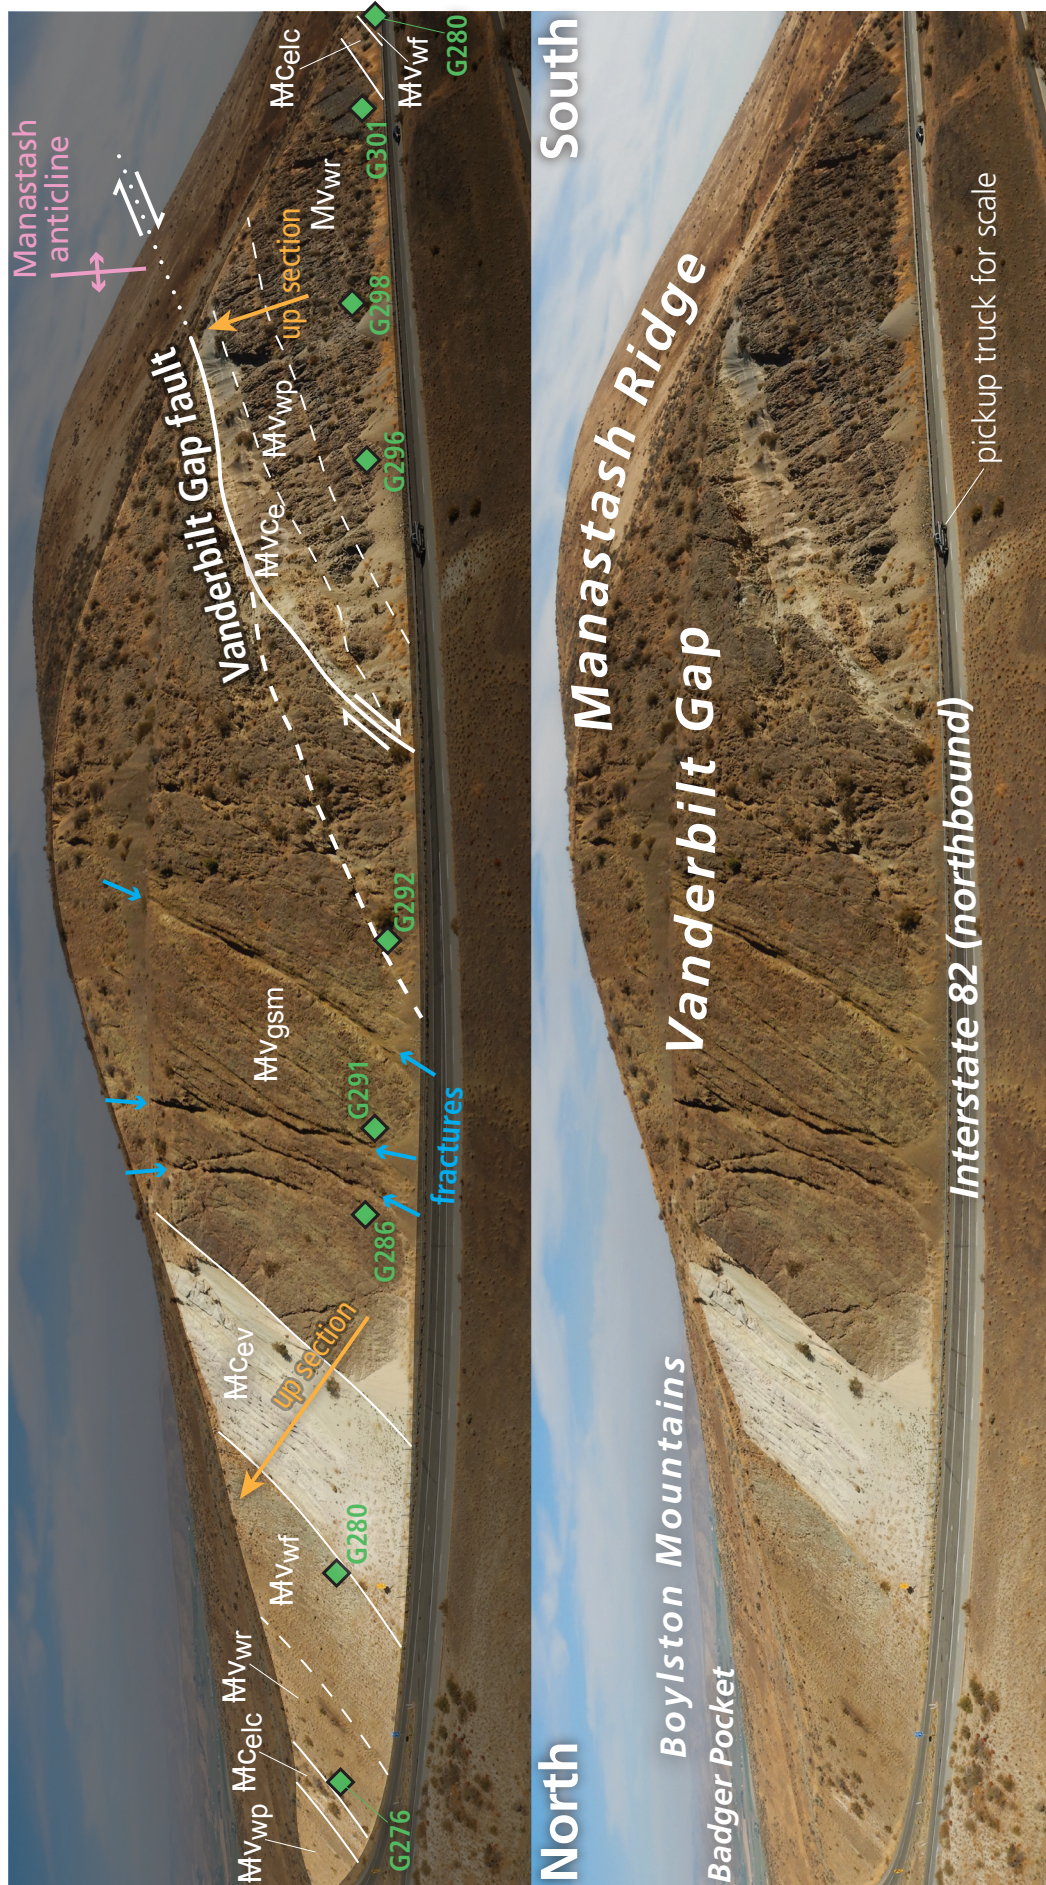 Manastash
anticline
Vanderbilt Gap fault
Mcelc
Mvwf
G280
G301
Mvwr
up section
G298
Mvwp
G296
Mvce
G292
Mvgsm
G291
fractures
G286
Mcev
up section
G280
Mvwf
Mvwr
Mcelc
Mvwp
G276
North
South
Manastash Ridge
Vanderbilt Gap
Boylston Mountains
Badger Pocket
Interstate 82 (northbound)
pickup truck for scale